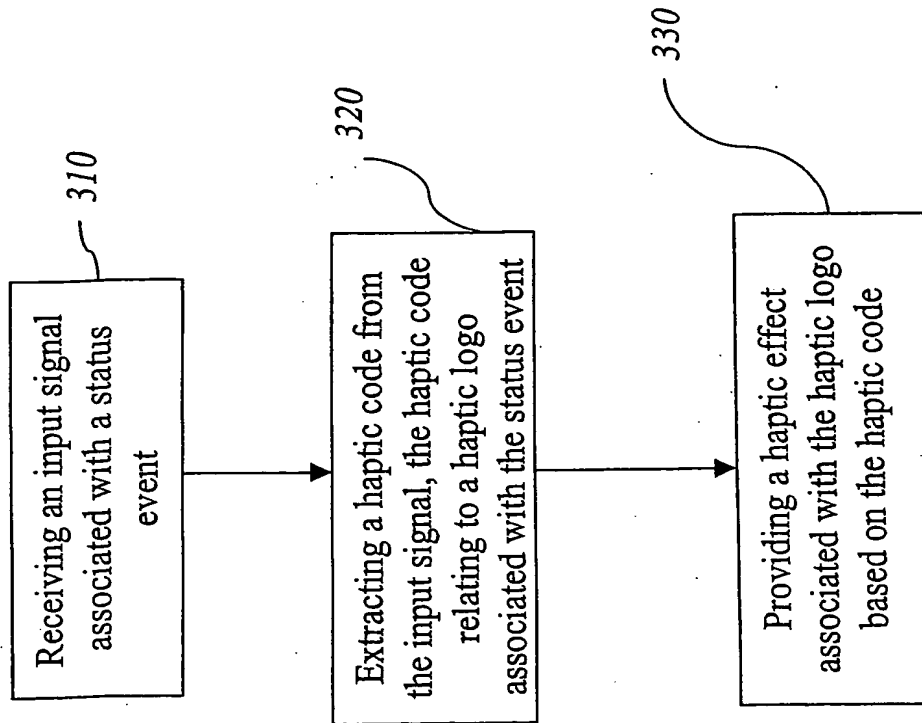 310
Receiving an input signal
associated with a status
event
320
Extracting a haptic code from
the input signal, the haptic code
relating to a haptic logo
associated with the status event
330
Providing a haptic effect
associated with the haptic logo
based on the haptic code